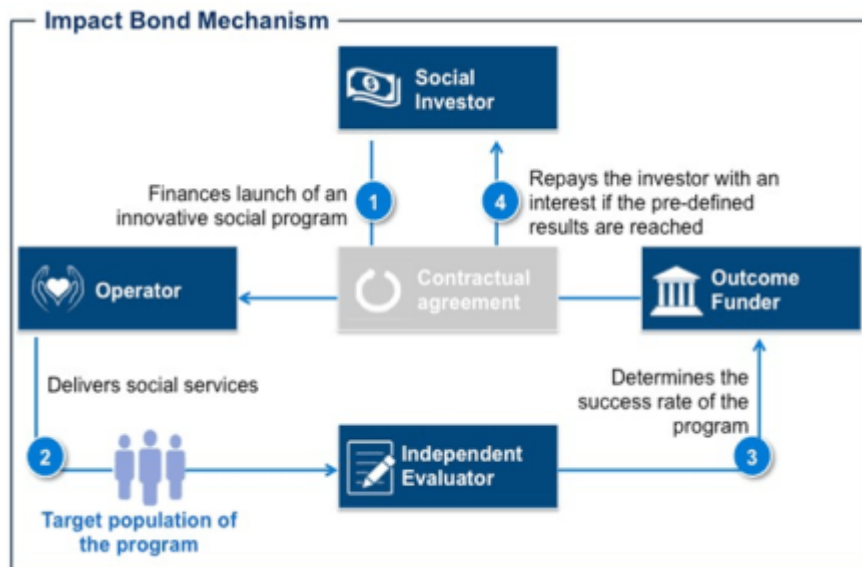 Impact Bond Mechanism
Social
Investor
Finances launch of an
innovative social program
1
4
Repays the investor with an
interest if the pre-defined
results are reached
Operator
Contractual
agreement
Outcome
Funder
Delivers social services
Determines the
success rate of the
program
2
Independent
Evaluator
3
Target population of
the program